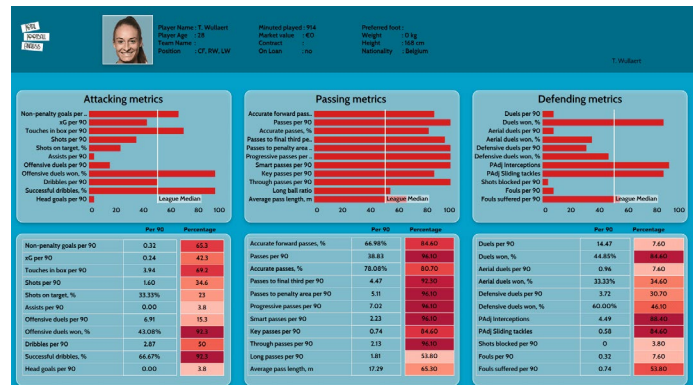 TOTAL
FOOTBALL
ANALYSIS
Player Name : T. Wullaert
Player Age : 28
Team Name :
Position : CF, RW, LW
Minuted played : 914
Market value : €0
Contract :
On Loan : no
Preferred foot :
Weight : 0 kg
Height : 168 cm
Nationality : Belgium
T. Wullaert
Attacking metrics
Non-penalty goals per ..
xG per 90
Touches in box per 90
Shots per 90
Shots on target, %
Assists per 90
Offensive duels per 90
Offensive duels won, %
Dribbles per 90
Successful dribbles, %
Head goals per 90
League Median
0 20 40 60 80 100
Passing metrics
Accurate forward pass..
Passes per 90
Accurate passes, %
Passes to final third pe..
Passes to penalty area ..
Progressive passes per ..
Smart passes per 90
Key passes per 90
Through passes per 90
Long ball ratio
Average pass length, m
League Median
0 20 40 60 80 100
Defending metrics
Duels per 90
Duels won, %
Aerial duels per 90
Aerial duels won, %
Defensive duels per 90
Defensive duels won, %
PAdj Interceptions
PAdj Sliding tackles
Shots blocked per 90
Fouls per 90
Fouls suffered per 90
League Median
0 20 40 60 80 100
Per 90 Percentage
Non-penalty goals per 90 0.32 65.3
xG per 90 0.24 42.3
Touches in box per 90 3.94 69.2
Shots per 90 1.60 34.6
Shots on target, % 33.33% 23
Assists per 90 0.00 3.8
Offensive duels per 90 6.91 15.3
Offensive duels won, % 43.08% 92.3
Dribbles per 90 2.87 50
Successful dribbles, % 66.67% 92.3
Head goals per 90 0.00 3.8
Per 90 Percentage
Accurate forward passes, % 66.98% 84.60
Passes per 90 38.83 96.10
Accurate passes, % 78.08% 80.70
Passes to final third per 90 4.47 92.30
Passes to penalty area per 90 5.11 96.10
Progressive passes per 90 7.02 96.10
Smart passes per 90 2.23 96.10
Key passes per 90 0.74 84.60
Through passes per 90 2.13 96.10
Long passes per 90 1.81 53.80
Average pass length, m 17.29 65.30
Per 90 Percentage
Duels per 90 14.47 7.60
Duels won, % 44.85% 84.60
Aerial duels per 90 0.96 7.60
Aerial duels won, % 33.33% 34.60
Defensive duels per 90 3.72 30.70
Defensive duels won, % 60.00% 46.10
PAdj Interceptions 4.49 88.40
PAdj Sliding tackles 0.58 84.60
Shots blocked per 90 0 3.80
Fouls per 90 0.32 7.60
Fouls suffered per 90 0.74 53.80